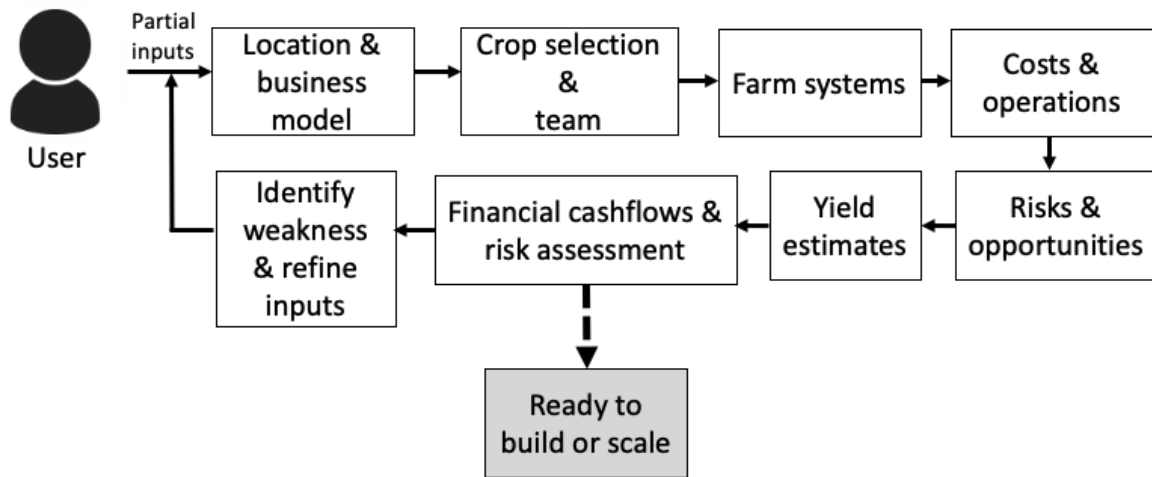 Partial
inputs
User
Location &
business
model
Crop selection
&
team
Farm systems
Costs &
operations
Risks &
opportunities
Yield
estimates
Financial cashflows &
risk assessment
Identify
weakness
& refine
inputs
Ready to
build or scale